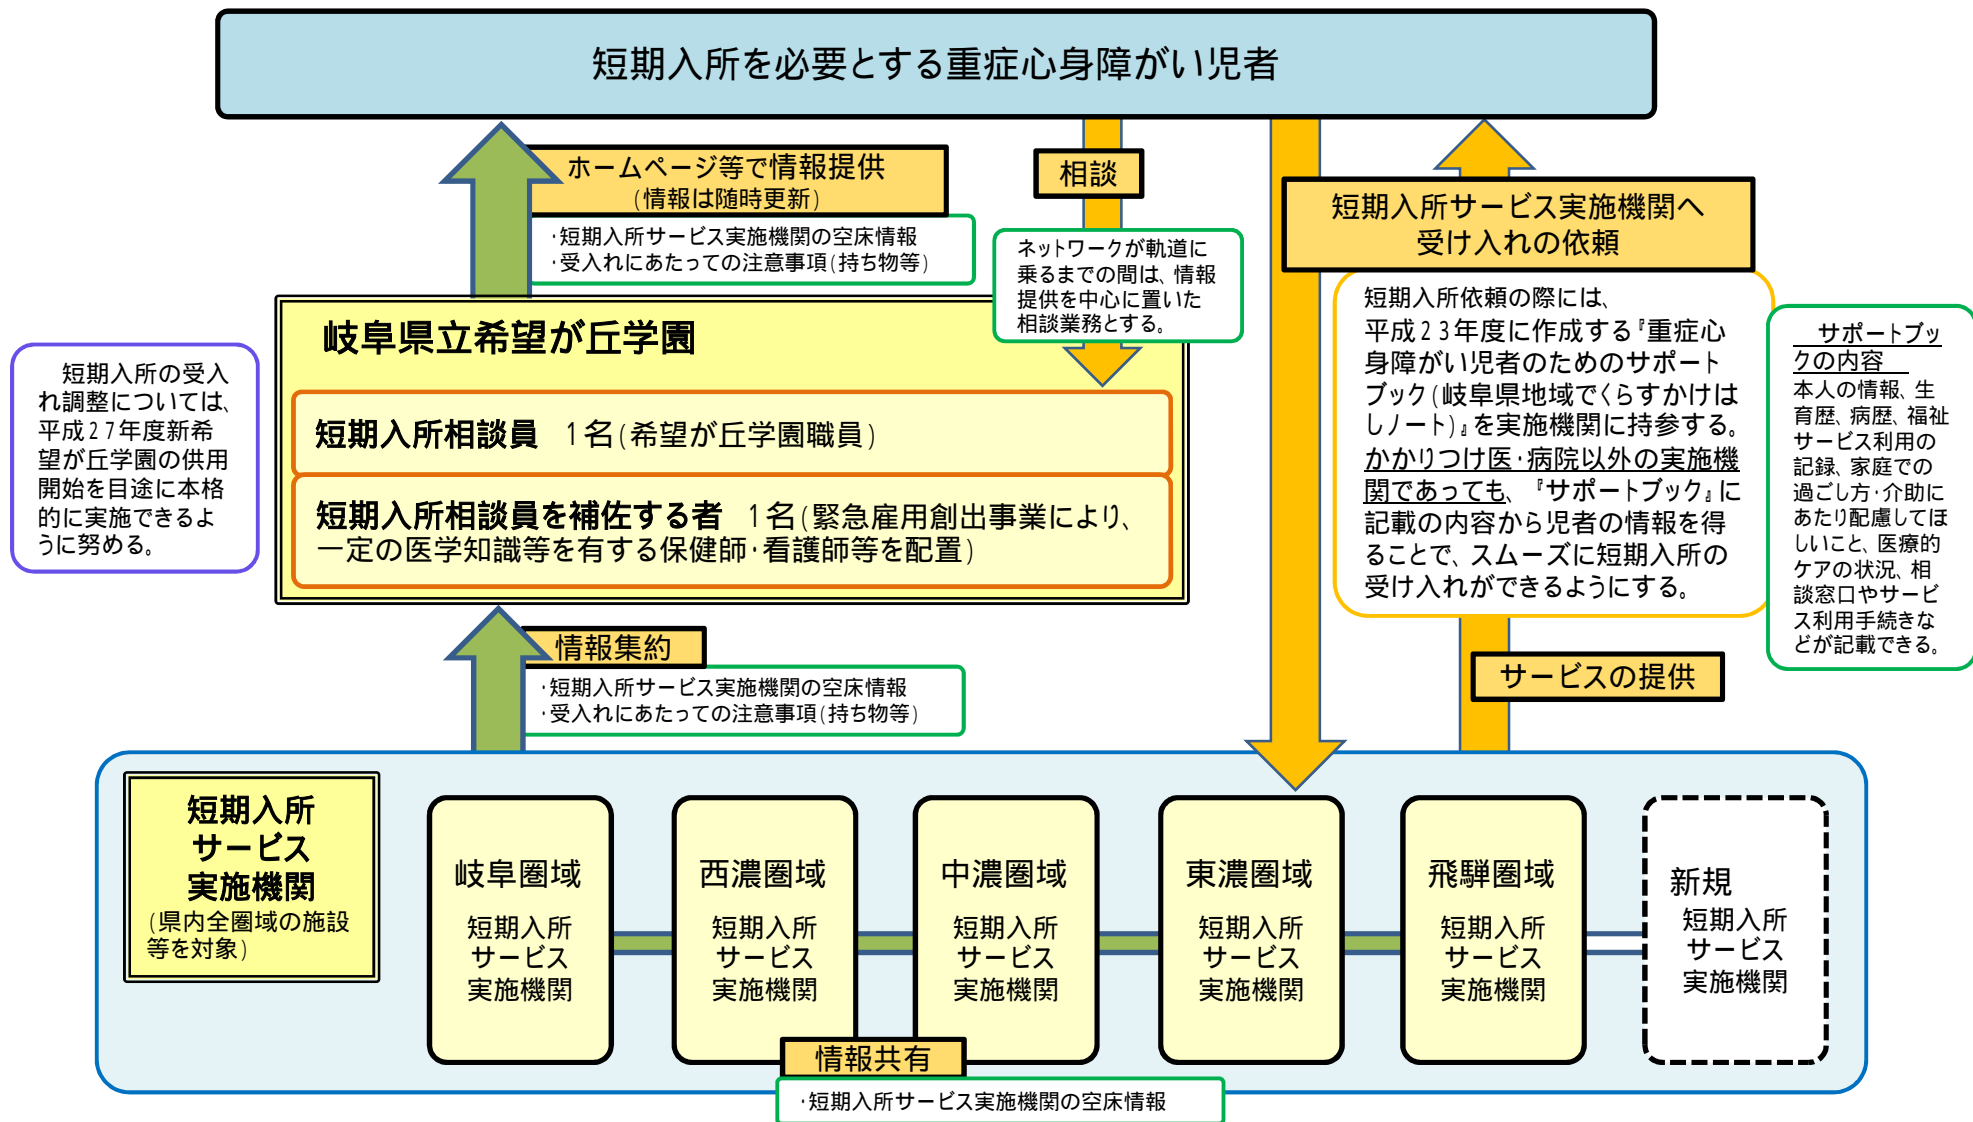 短期入所を必要とする重症心身障がい児者
ホームページ等で情報提供
(情報は随時更新)
・短期入所サービス実施機関の空床情報
・受入れにあたっての注意事項(持ち物等)
相談
ネットワークが軌道に
乗るまでの間は、情報
提供を中心に置いた
相談業務とする。
短期入所サービス実施機関へ
受け入れの依頼
短期入所依頼の際には、
平成23年度に作成する『重症心
身障がい児者のためのサポート
ブック(岐阜県地域でくらすかけは
しノート)』を実施機関に持参する。
かかりつけ医・病院以外の実施機
関であっても、『サポートブック』に
記載の内容から児者の情報を得
ることで、スムーズに短期入所の
受け入れができるようにする。
サポートブッ
クの内容
本人の情報、生
育歴、病歴、福祉
サービス利用の
記録、家庭での
過ごし方・介助に
あたり配慮してほ
しいこと、医療的
ケアの状況、相
談窓口やサービ
ス利用手続きな
どが記載できる。
短期入所の受入
れ調整については、
平成27年度新希
望が丘学園の供用
開始を目途に本格
的に実施できるよ
うに努める。
岐阜県立希望が丘学園
短期入所相談員 1名(希望が丘学園職員)
短期入所相談員を補佐する者 1名(緊急雇用創出事業により、
一定の医学知識等を有する保健師・看護師等を配置)
情報集約
・短期入所サービス実施機関の空床情報
・受入れにあたっての注意事項(持ち物等)
サービスの提供
短期入所
サービス
実施機関
(県内全圏域の施設
等を対象)
岐阜圏域
短期入所
サービス
実施機関
西濃圏域
短期入所
サービス
実施機関
中濃圏域
短期入所
サービス
実施機関
東濃圏域
短期入所
サービス
実施機関
飛騨圏域
短期入所
サービス
実施機関
新規
短期入所
サービス
実施機関
情報共有
・短期入所サービス実施機関の空床情報